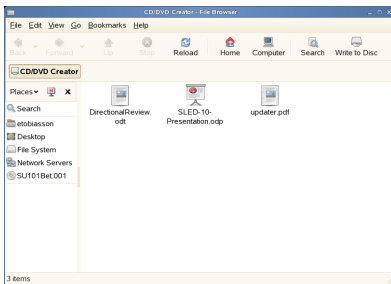 CD/DVD Creator - File Browser
File Edit View Go Bookmarks Help
Back Forward Up Stop Reload Home Computer Search Write to Disc
CD/DVD Creator
Places
Search
etobiasson
Desktop
File System
Network Servers
SU101Bet.001
DirectionalReview.
odt
SLED-10-
Presentation.odp
updater.pdf
3 items